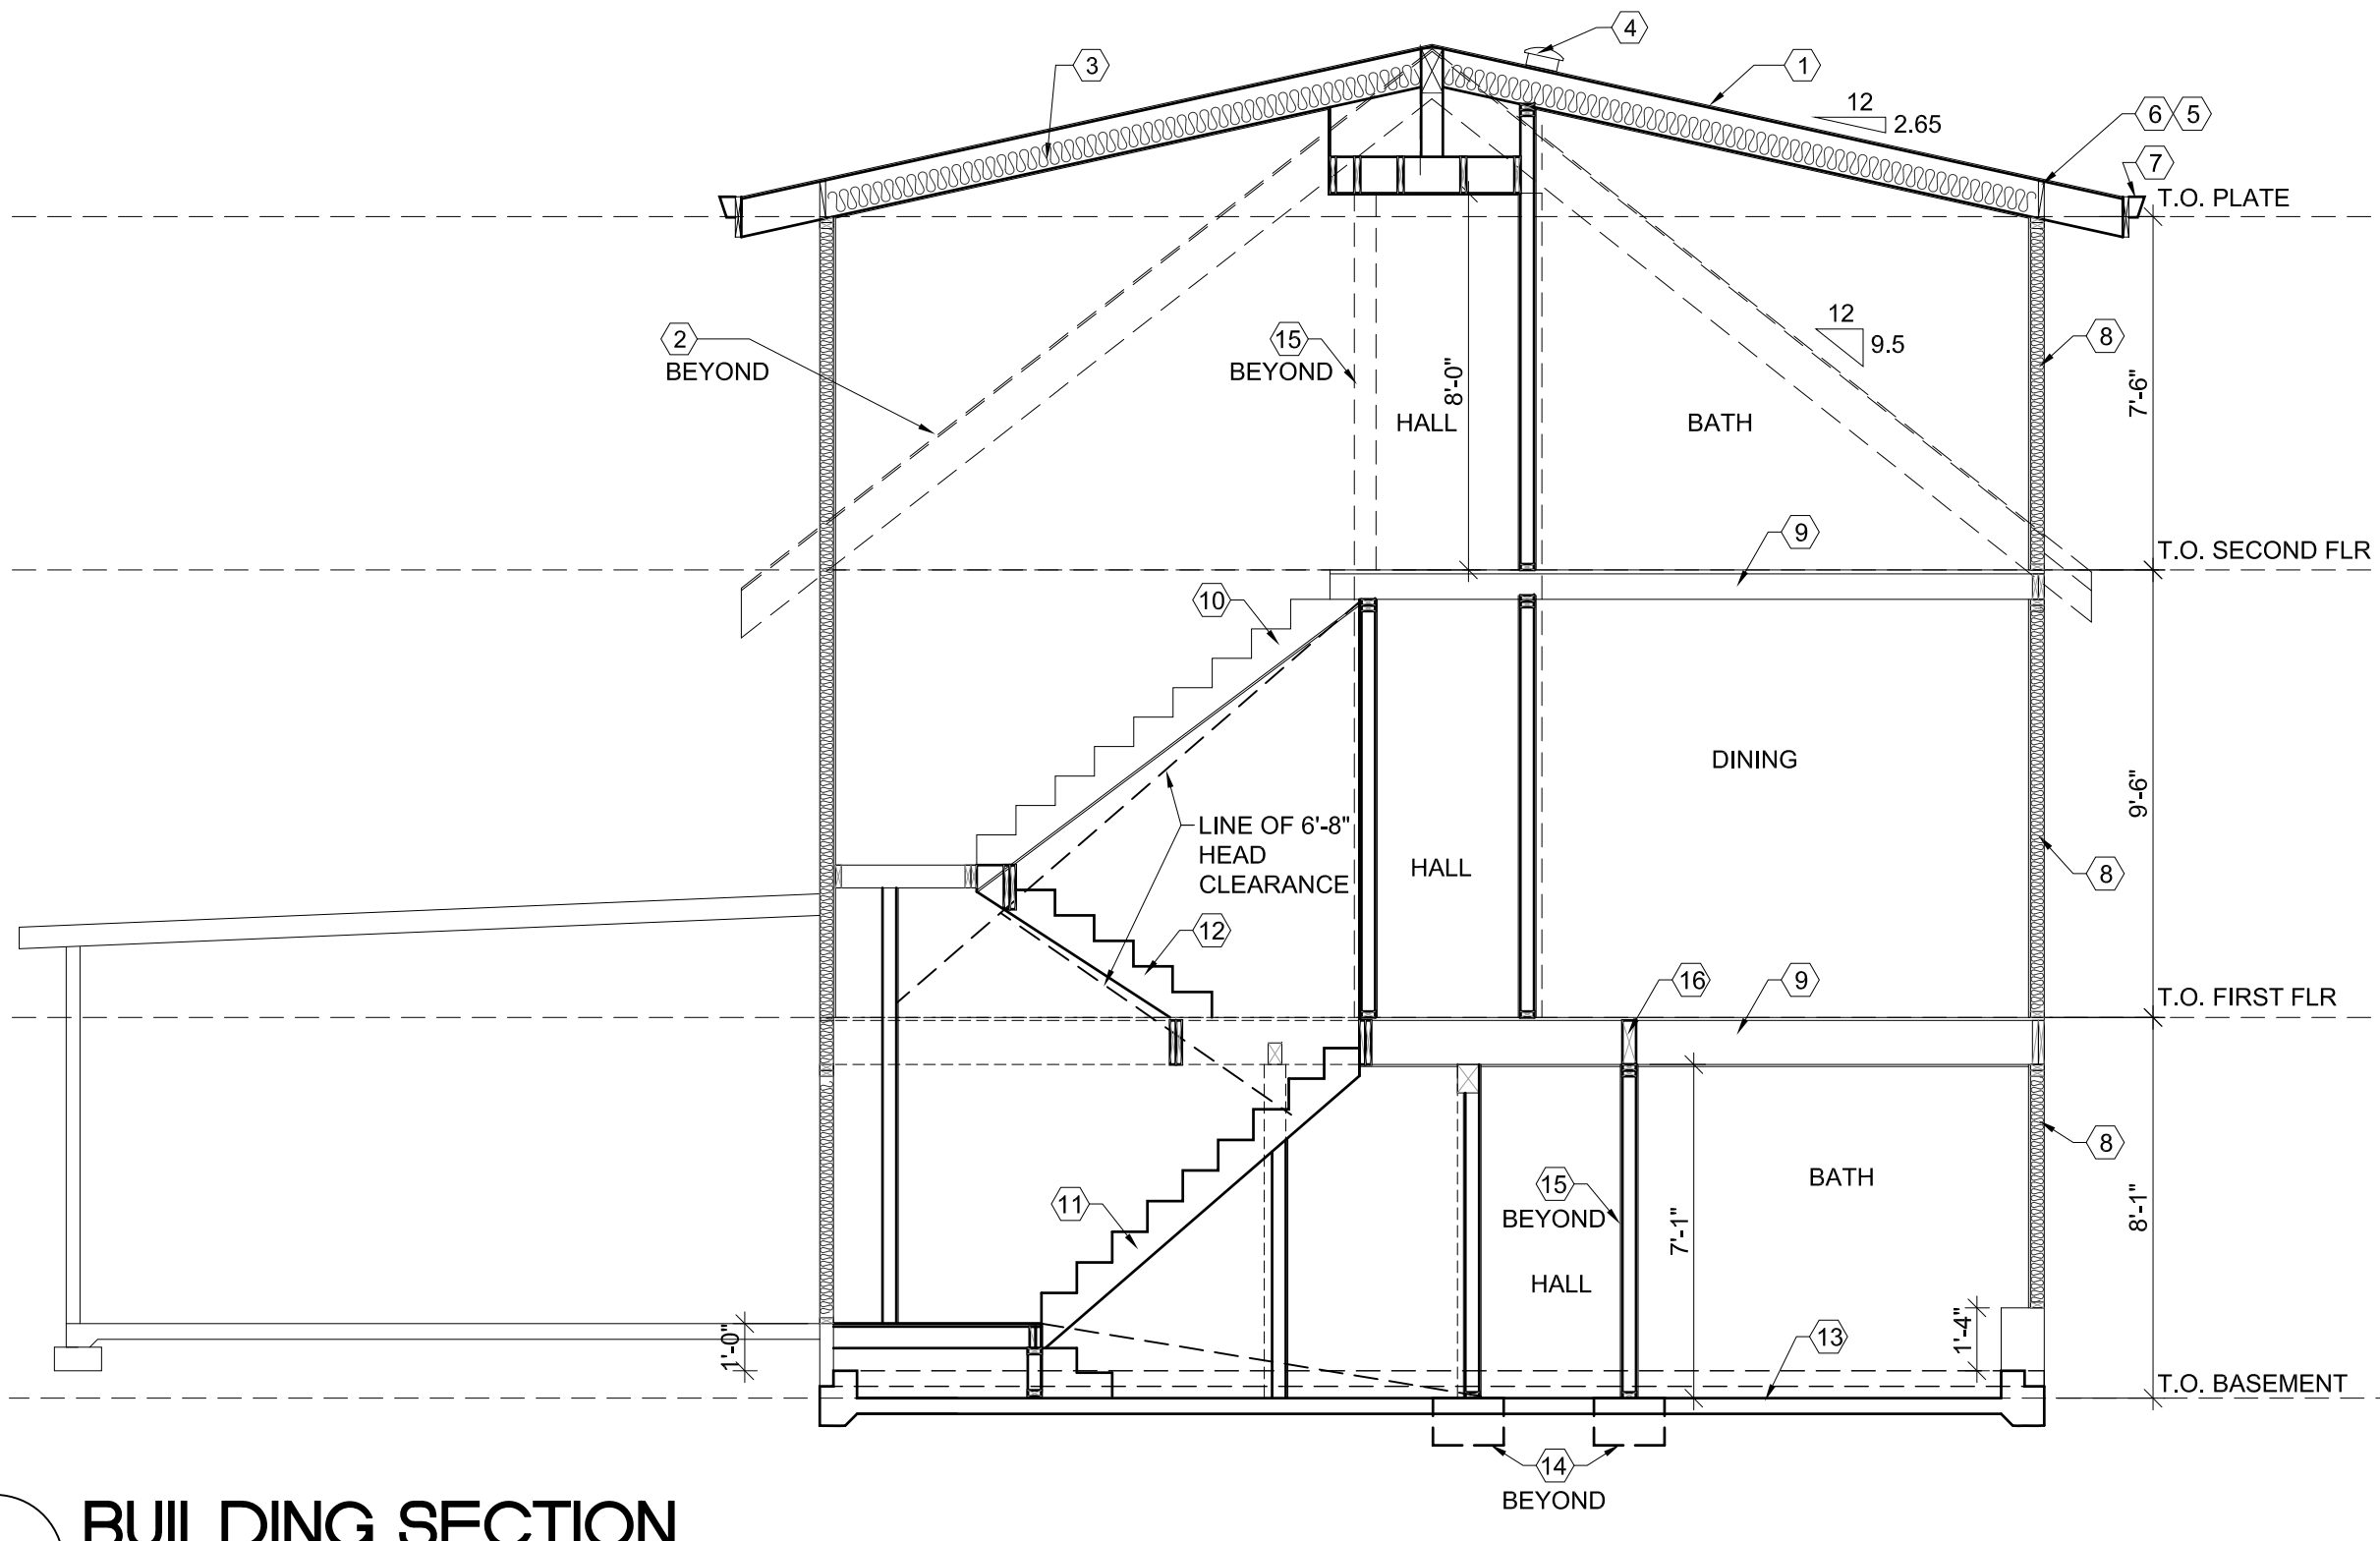 4
3
1
12
2.65
6 5
7
T.O. PLATE
2
BEYOND
15
BEYOND
8'-0"
12
9.5
8
7'-6"
HALL
BATH
9
T.O. SECOND FLR
10
DINING
9'-6"
LINE OF 6'-8"
HEAD
CLEARANCE
HALL
8
12
16
9
T.O. FIRST FLR
8
11
15
BEYOND
7'-1"
BATH
8'-1"
HALL
1'-0"
13
1'-4"
T.O. BASEMENT
14
BEYOND
BUILDING SECTION